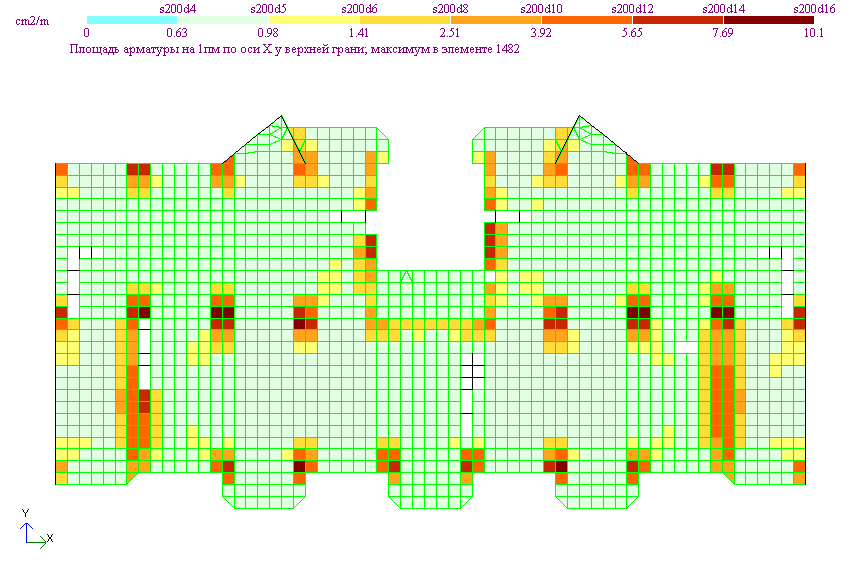 s200d4 s200d5 s200d6 s200d8 s200d10 s200d12 s200d14 s200d16
cm2/m
0 0.63 0.98 1.41 2.51 3.92 5.65 7.69 10.1
Площадь арматуры на 1пм по оси X у верхней грани; максимум в элементе 1482
Y
X